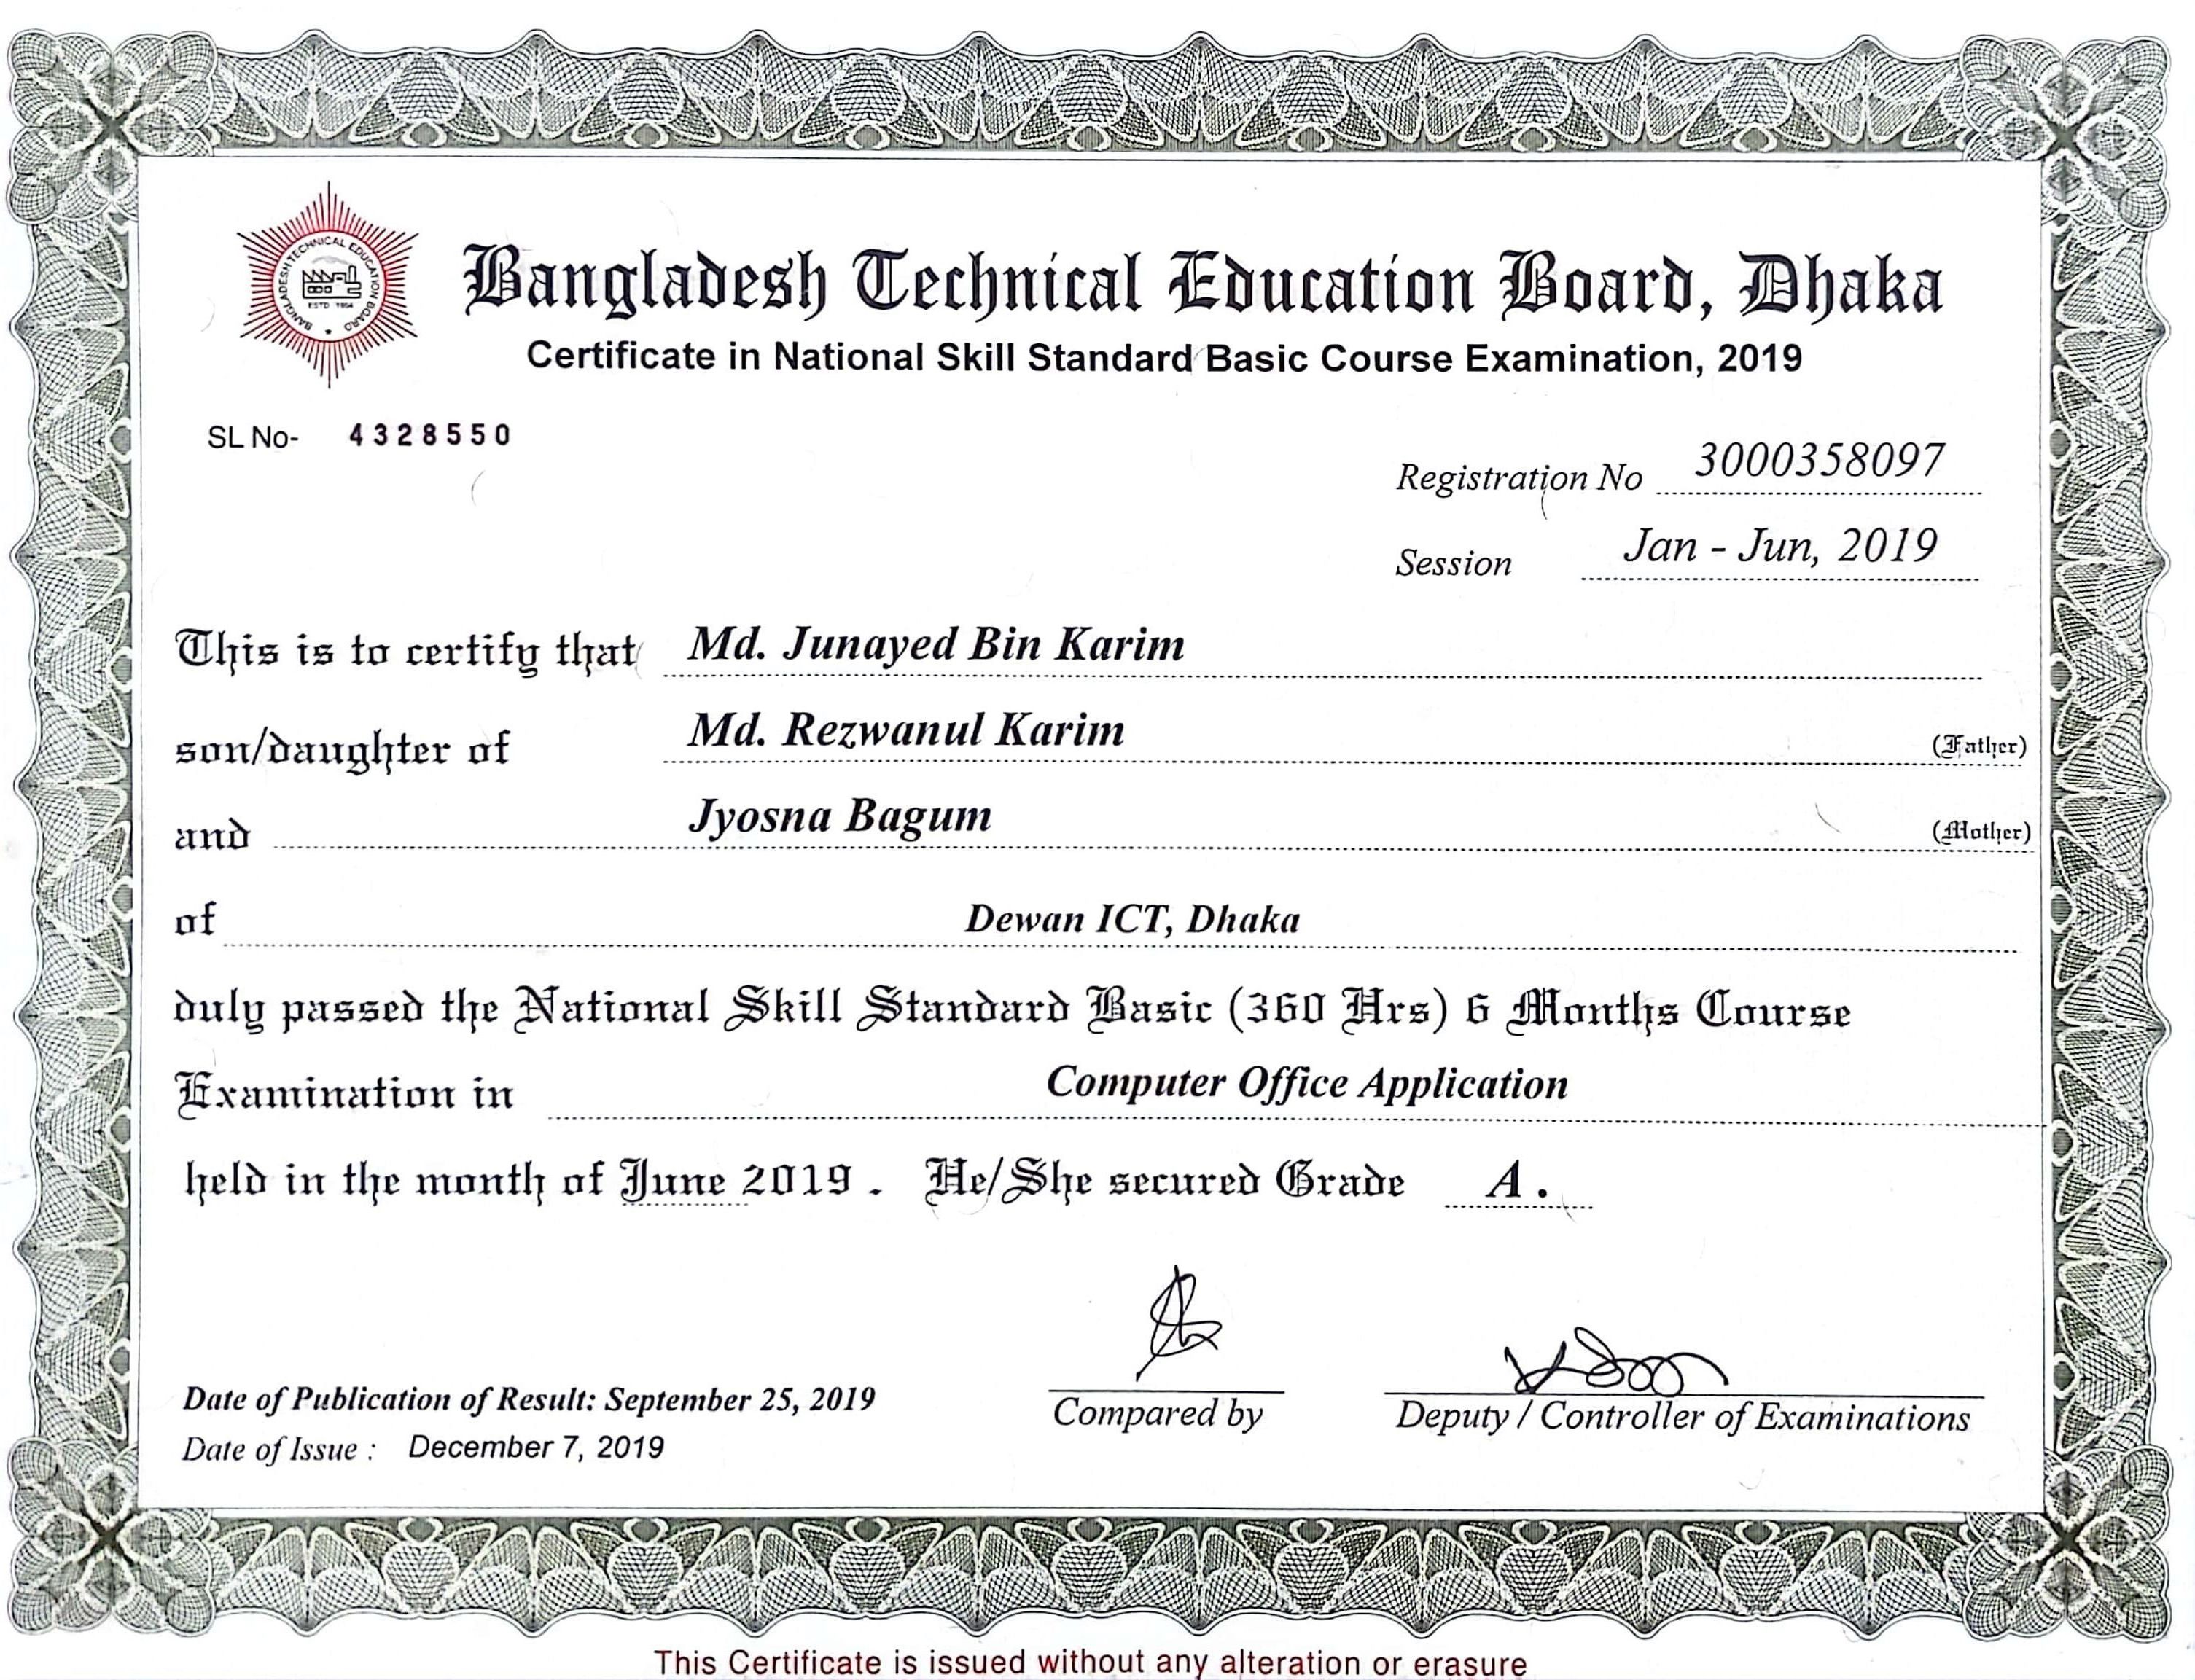 BANGLADESH TECHNICAL EDUCATION BOARD
ESTD 1954
Bangladesh Technical Education Board, Dhaka
Certificate in National Skill Standard Basic Course Examination, 2019
SL No- 4328550
Registration No 3000358097
Session Jan - Jun, 2019
This is to certify that Md. Junayed Bin Karim
son/daughter of Md. Rezwanul Karim (Father)
and Jyosna Bagum (Mother)
of Dewan ICT, Dhaka
duly passed the National Skill Standard Basic (360 Hrs) 6 Months Course
Examination in Computer Office Application
held in the month of June 2019 . He/She secured Grade A .
Date of Publication of Result: September 25, 2019
Compared by
Deputy / Controller of Examinations
Date of Issue : December 7, 2019
This Certificate is issued without any alteration or erasure